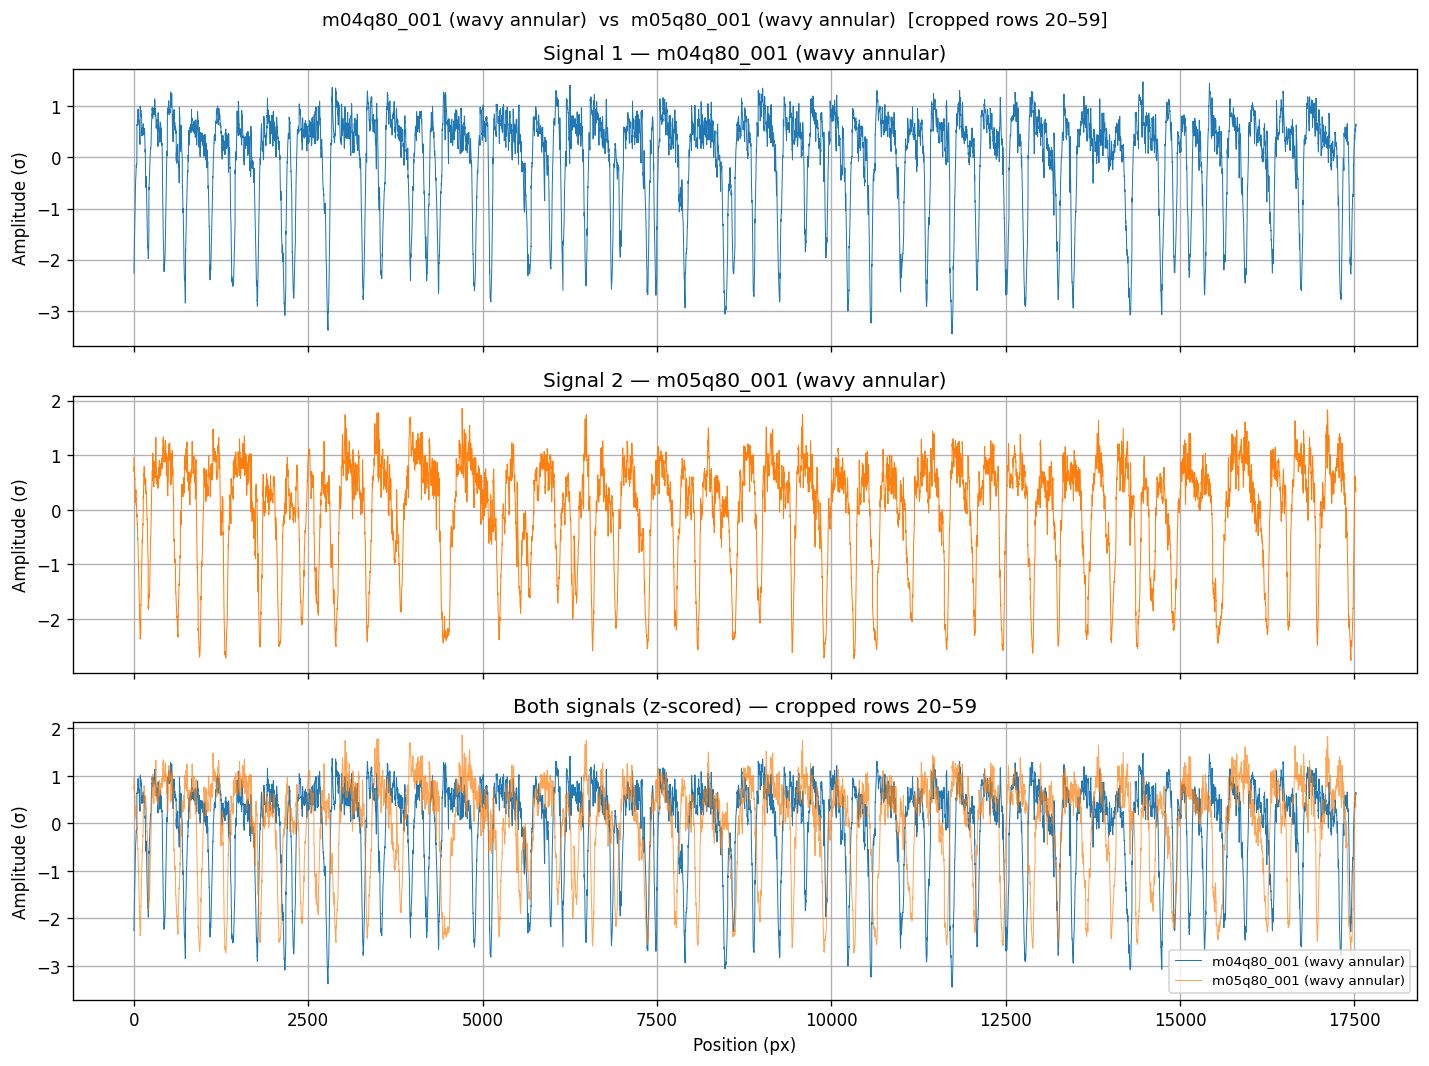 m04q80_001 (wavy annular)  vs  m05q80_001 (wavy annular)  [cropped rows 20–59]
Signal 1 — m04q80_001 (wavy annular)
Amplitude (σ)
1
0
−1
−2
−3
Signal 2 — m05q80_001 (wavy annular)
Amplitude (σ)
2
1
0
−1
−2
Both signals (z-scored) — cropped rows 20–59
Amplitude (σ)
2
1
0
−1
−2
−3
m04q80_001 (wavy annular)
m05q80_001 (wavy annular)
0 2500 5000 7500 10000 12500 15000 17500
Position (px)